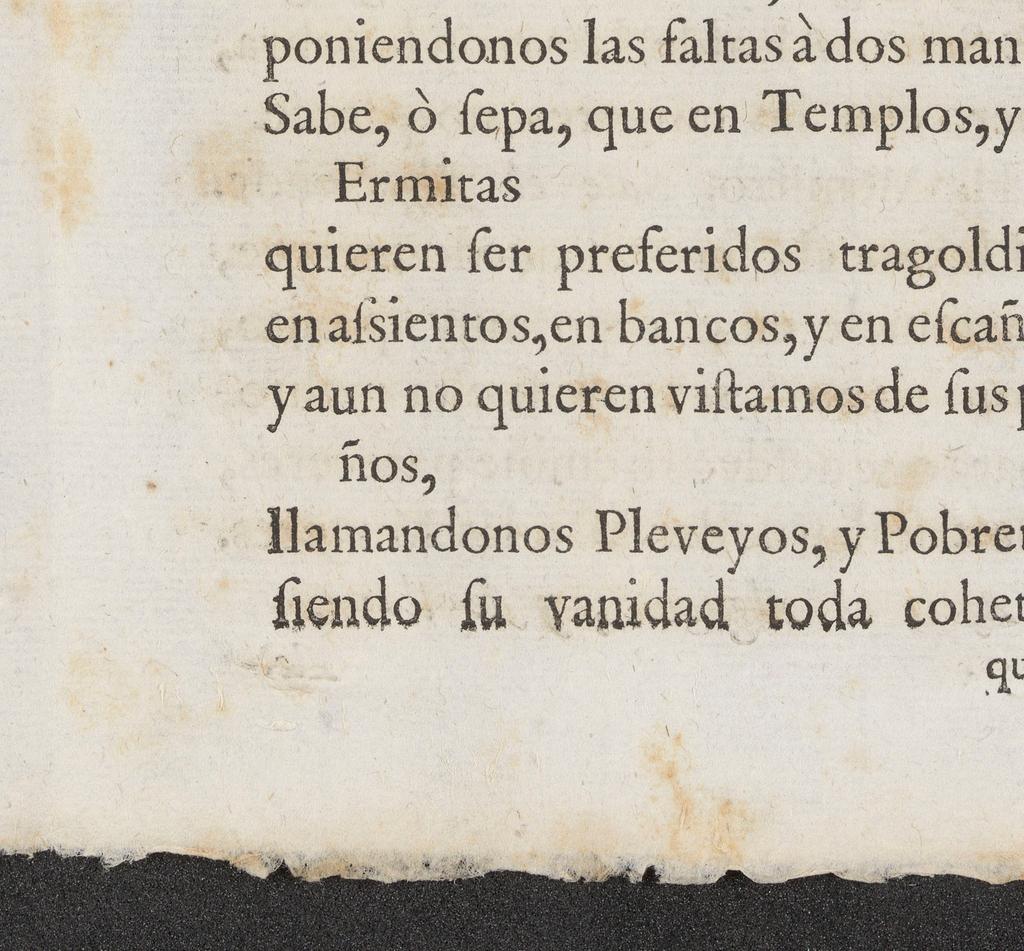 poniendonos las faltas à dos man
Sabe, ò ſepa, que en Templos, y
Ermitas
quieren ſer preferidos tragoldi
en aſsientos, en bancos, y en eſcañ
y aun no quieren viſtamos de ſus p
ños,
llamandonos Pleveyos, y Pobret
ſiendo ſu vanidad toda cohet
qu